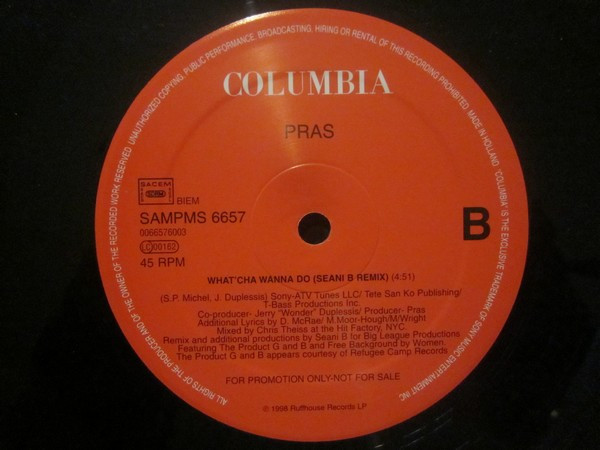 COLUMBIA
PRAS
SACEM
BIEM
SAMPMS 6657
0066576003
LC00162
45 RPM
B
WHAT'CHA WANNA DO (SEANI B REMIX) (4:51)
(S.P. Michel, J. Duplessis) Sony-ATV Tunes LLC/ Tete San Ko Publishing/
T-Bass Productions Inc/
Co-producer- Jerry "Wonder" Duplessis/ Producer- Pras
Additional Lyrics by D. McRae/ M.Moor-Hough/M/Wright
Mixed by Chris Theiss at the Hit Factory, NYC.
Remix and additional productions by Seani B for Big League Productions
Featuring The Product G and B and Free Background by Women.
The Product G and B appears courtesy of Refugee Camp Records.
FOR PROMOTION ONLY-NOT FOR SALE
℗ 1998 Ruffhouse Records LP
ALL RIGHTS OF THE PRODUCER AND OF THE OWNER OF THE RECORDED WORK RESERVED. UNAUTHORIZED COPYING, PUBLIC PERFORMANCE, BROADCASTING, HIRING OR RENTAL OF THIS RECORDING PROHIBITED. MADE IN HOLLAND. 'COLUMBIA' IS THE EXCLUSIVE TRADEMARK OF SONY MUSIC ENTERTAINMENT INC.